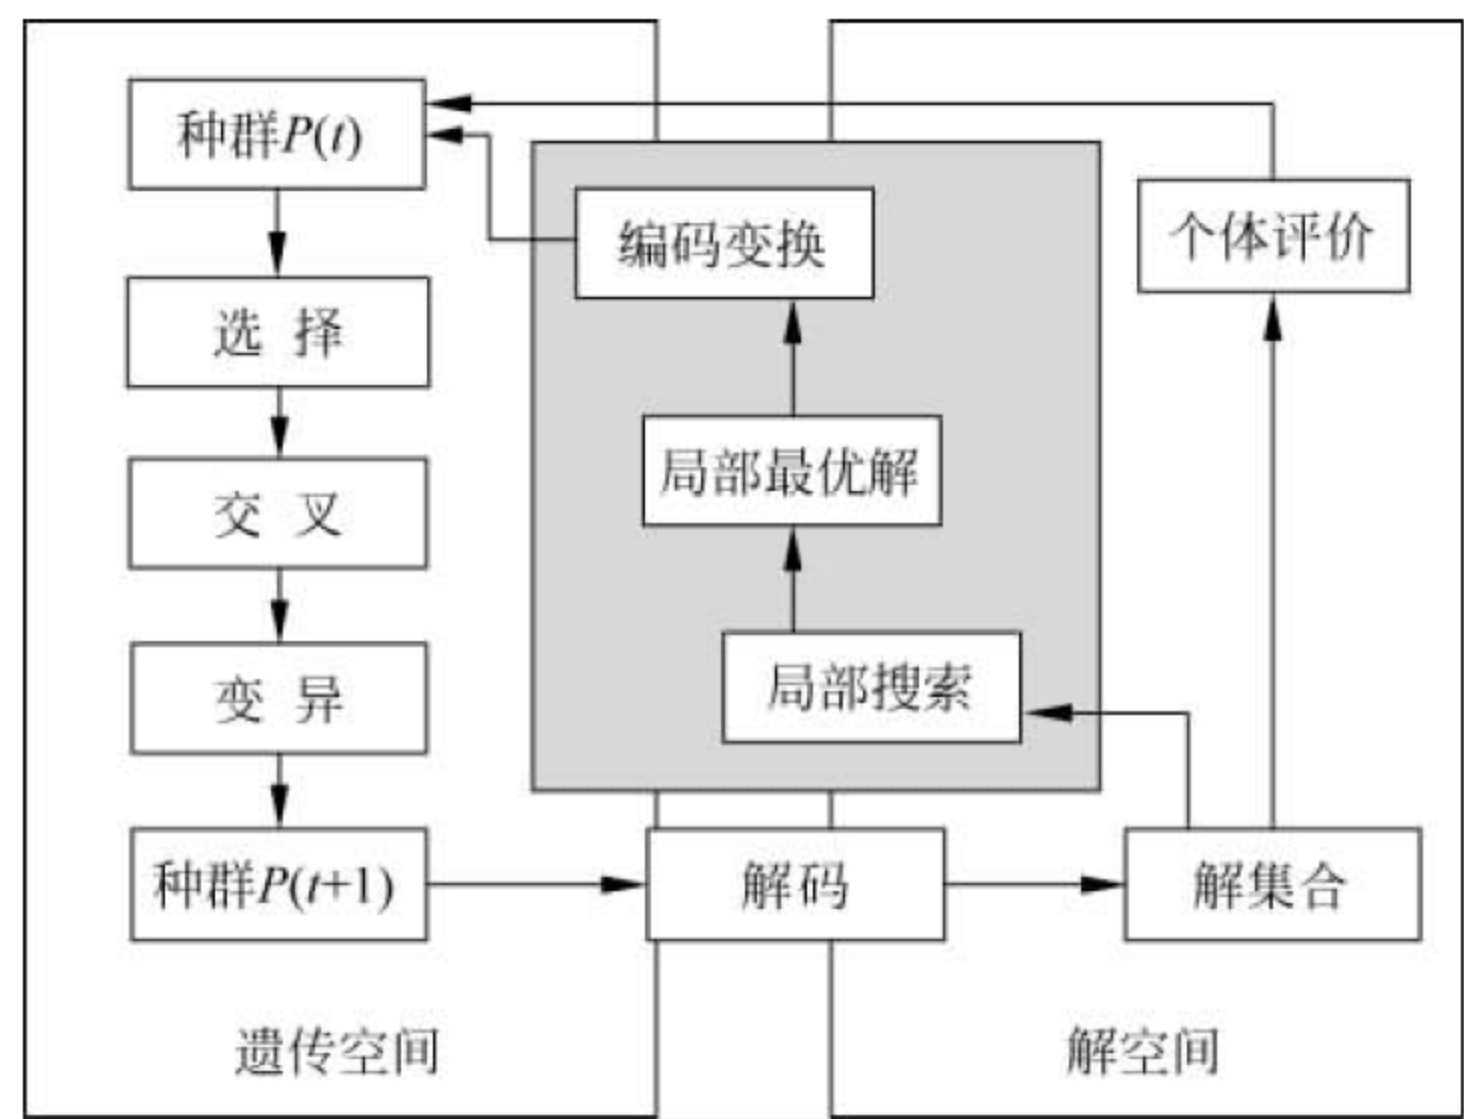 种群P(t)
编码变换
个体评价
选 择
局部最优解
交 叉
变 异
局部搜索
种群P(t+1)
解码
解集合
遗传空间
解空间